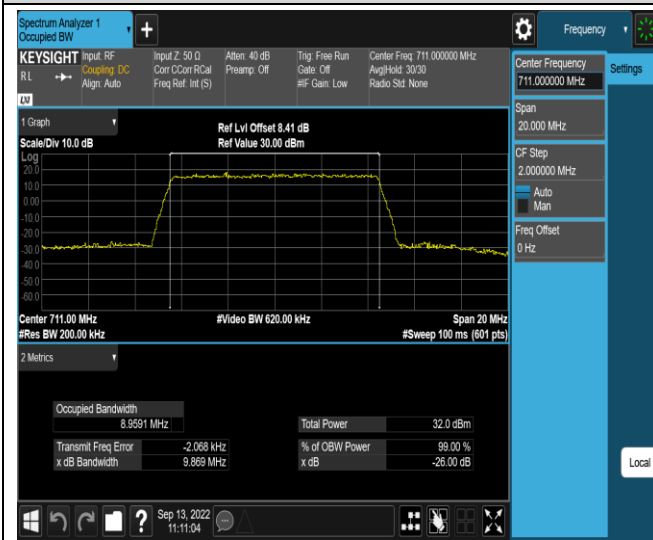 Spectrum Analyzer 1
Occupied BW
Frequency
KEYSIGHT
Input: RF
Coupling: DC
Align: Auto
Input Z: 50 Ω
Corr CCorr RCal
Freq Ref: Int (S)
Atten: 40 dB
Preamp: Off
Trig: Free Run
Gate: Off
#IF Gain: Low
Center Freq: 711.000000 MHz
Avg|Hold: 30/30
Radio Std: None
R L
LXI
Center Frequency
711.000000 MHz
Settings
Span
20.000 MHz
CF Step
2.000000 MHz
Auto
Man
Freq Offset
0 Hz
1 Graph
Scale/Div 10.0 dB
Ref Lvl Offset 8.41 dB
Ref Value 30.00 dBm
Log
20.0
10.0
0.00
-10.0
-20.0
-30.0
-40.0
-50.0
-60.0
Center 711.00 MHz
#Video BW 620.00 kHz
Span 20 MHz
#Res BW 200.00 kHz
#Sweep 100 ms (601 pts)
2 Metrics
Occupied Bandwidth
8.9591 MHz
Total Power
32.0 dBm
Transmit Freq Error
-2.068 kHz
% of OBW Power
99.00 %
x dB Bandwidth
9.869 MHz
x dB
-26.00 dB
Local
?
Sep 13, 2022
11:11:04